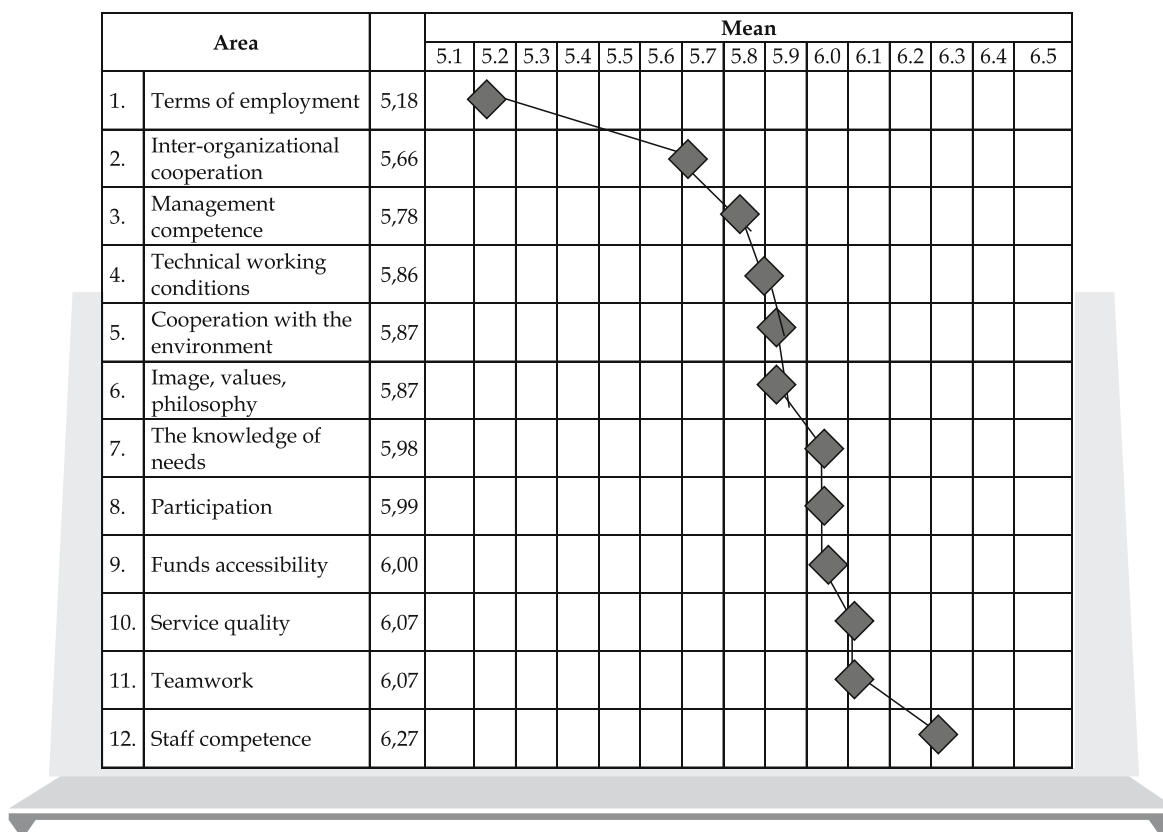 Area
Mean
5.1 5.2 5.3 5.4 5.5 5.6 5.7 5.8 5.9 6.0 6.1 6.2 6.3 6.4 6.5
1. Terms of employment 5,18
2. Inter-organizational
cooperation 5,66
3. Management
competence 5,78
4. Technical working
conditions 5,86
5. Cooperation with the
environment 5,87
6. Image, values,
philosophy 5,87
7. The knowledge of
needs 5,98
8. Participation 5,99
9. Funds accessibility 6,00
10. Service quality 6,07
11. Teamwork 6,07
12. Staff competence 6,27